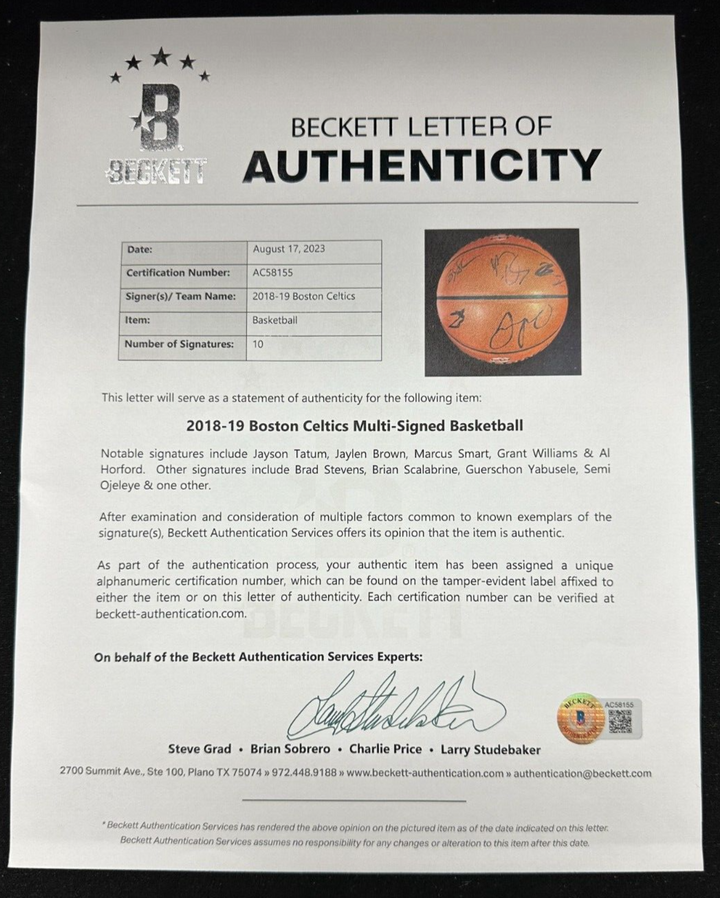 B
BECKETT
BECKETT LETTER OF
AUTHENTICITY
Date: August 17, 2023
Certification Number: AC58155
Signer(s)/ Team Name: 2018-19 Boston Celtics
Item: Basketball
Number of Signatures: 10
This letter will serve as a statement of authenticity for the following item:
2018-19 Boston Celtics Multi-Signed Basketball
Notable signatures include Jayson Tatum, Jaylen Brown, Marcus Smart, Grant Williams & Al
Horford. Other signatures include Brad Stevens, Brian Scalabrine, Guerschon Yabusele, Semi
Ojeleye & one other.
After examination and consideration of multiple factors common to known exemplars of the
signature(s), Beckett Authentication Services offers its opinion that the item is authentic.
As part of the authentication process, your authentic item has been assigned a unique
alphanumeric certification number, which can be found on the tamper-evident label affixed to
either the item or on this letter of authenticity. Each certification number can be verified at
beckett-authentication.com.
BECKETT
On behalf of the Beckett Authentication Services Experts:
BECKETT
B
AC58155
Steve Grad • Brian Sobrero • Charlie Price • Larry Studebaker
2700 Summit Ave., Ste 100, Plano TX 75074 » 972.448.9188 » www.beckett-authentication.com » authentication@beckett.com
* Beckett Authentication Services has rendered the above opinion on the pictured item as of the date indicated on this letter.
Beckett Authentication Services assumes no responsibility for any changes or alteration to this item after this date.